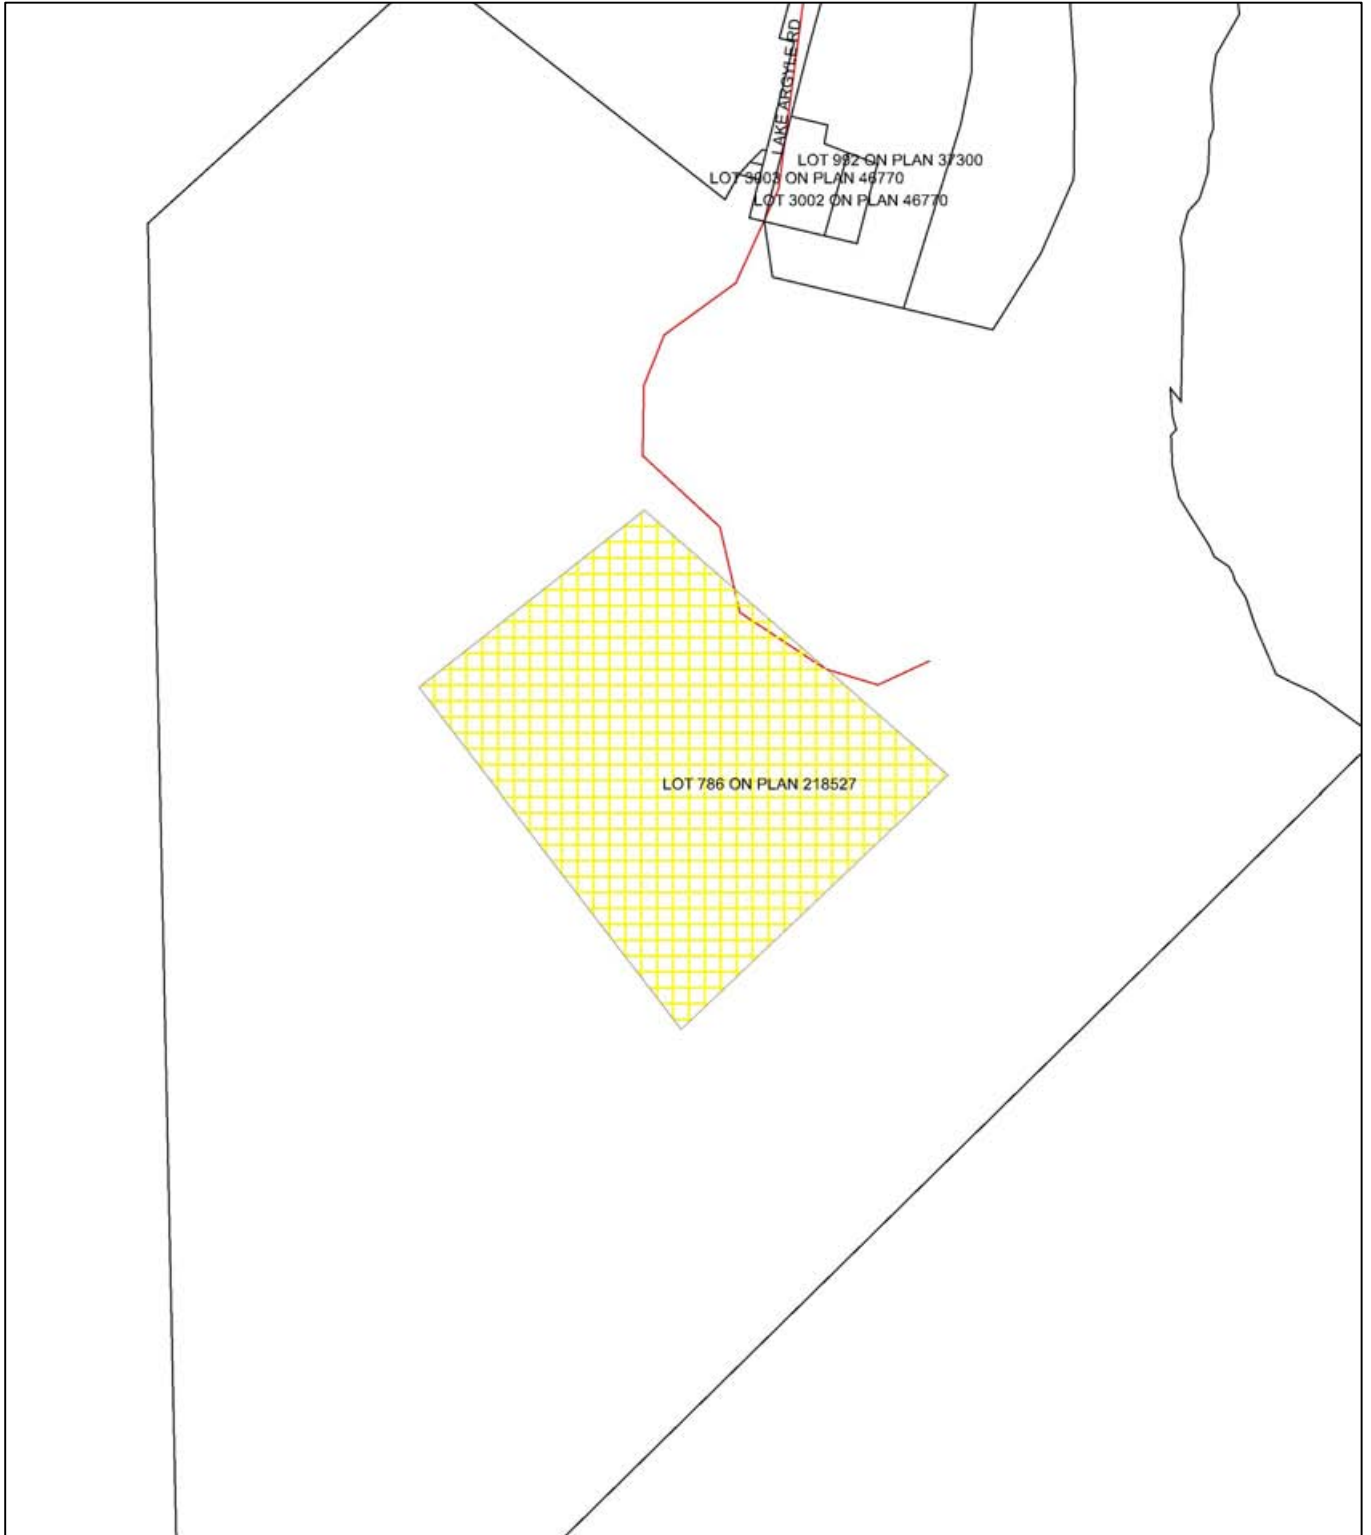 LAKE ARGYLE RD
LOT 992 ON PLAN 37300
LOT 3003 ON PLAN 46770
LOT 3002 ON PLAN 46770
LOT 786 ON PLAN 218527